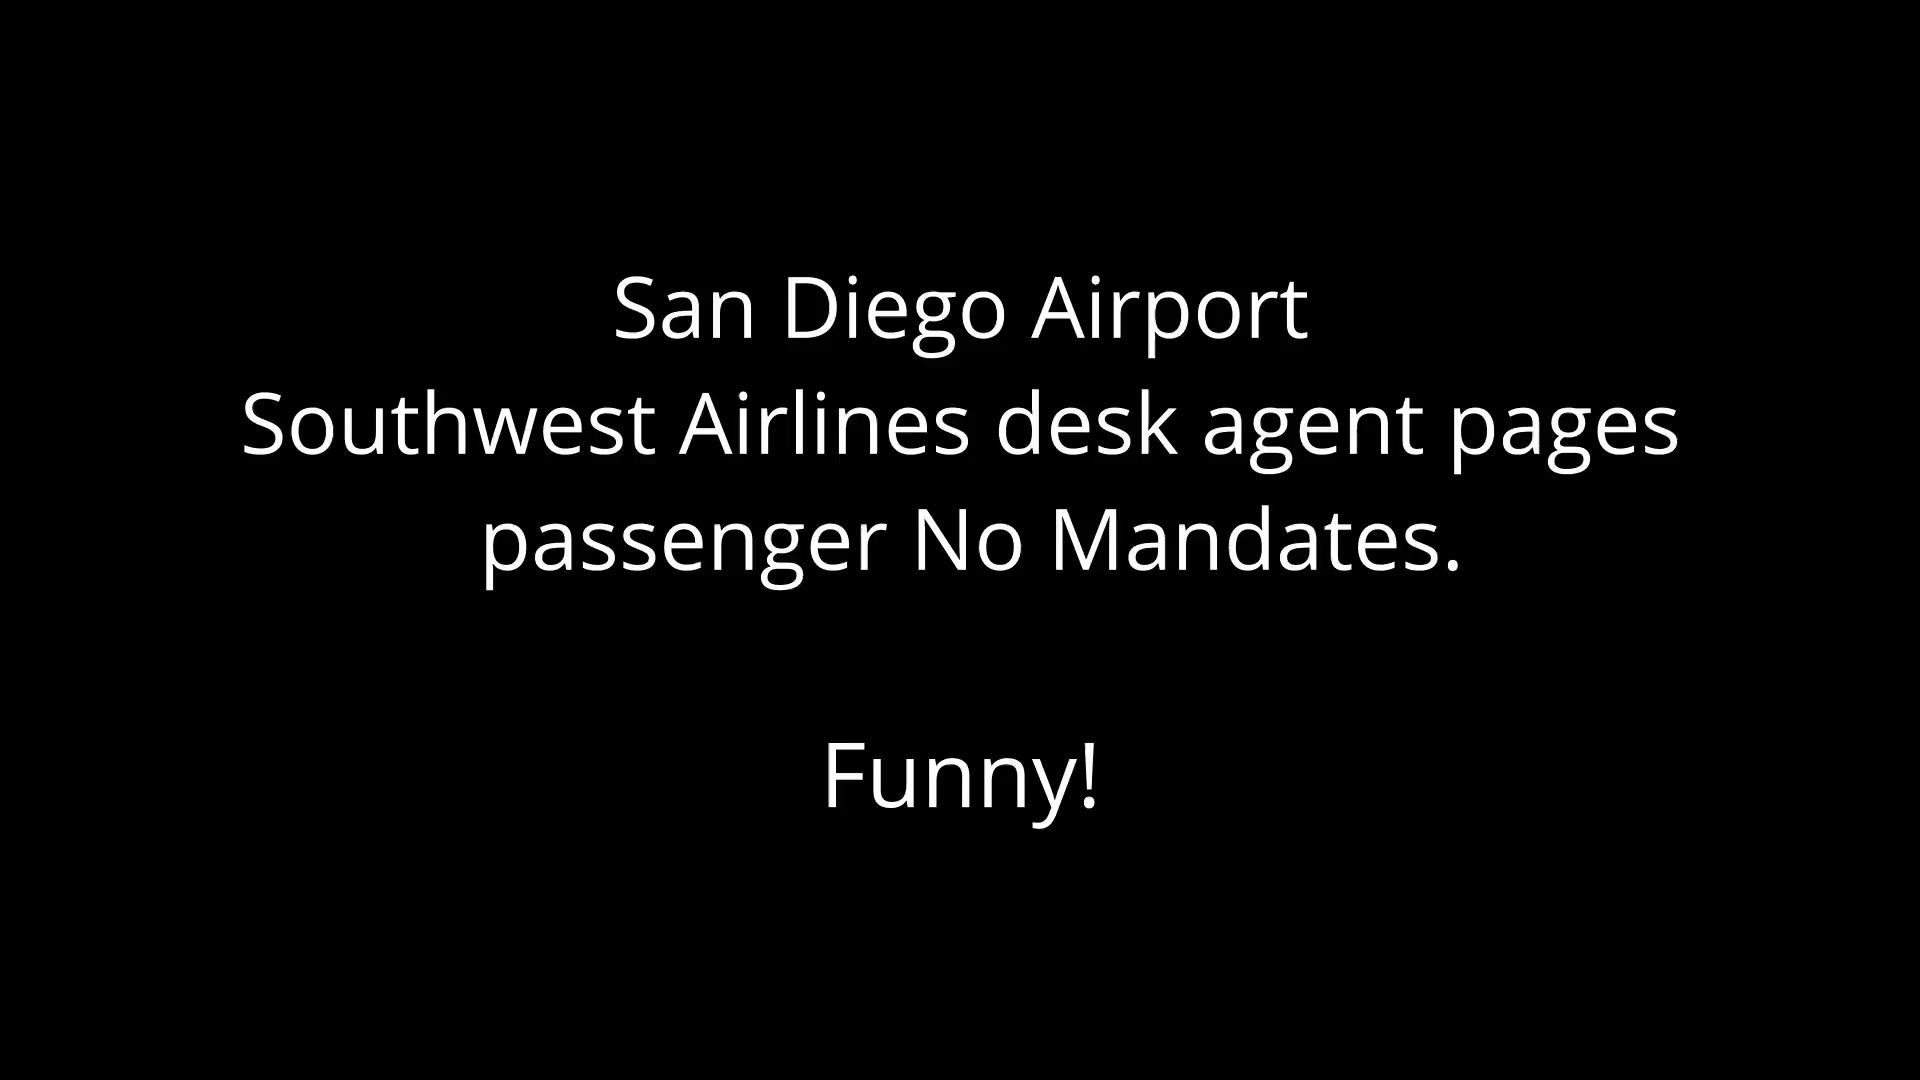 San Diego Airport
Southwest Airlines desk agent pages
passenger No Mandates.
Funny!